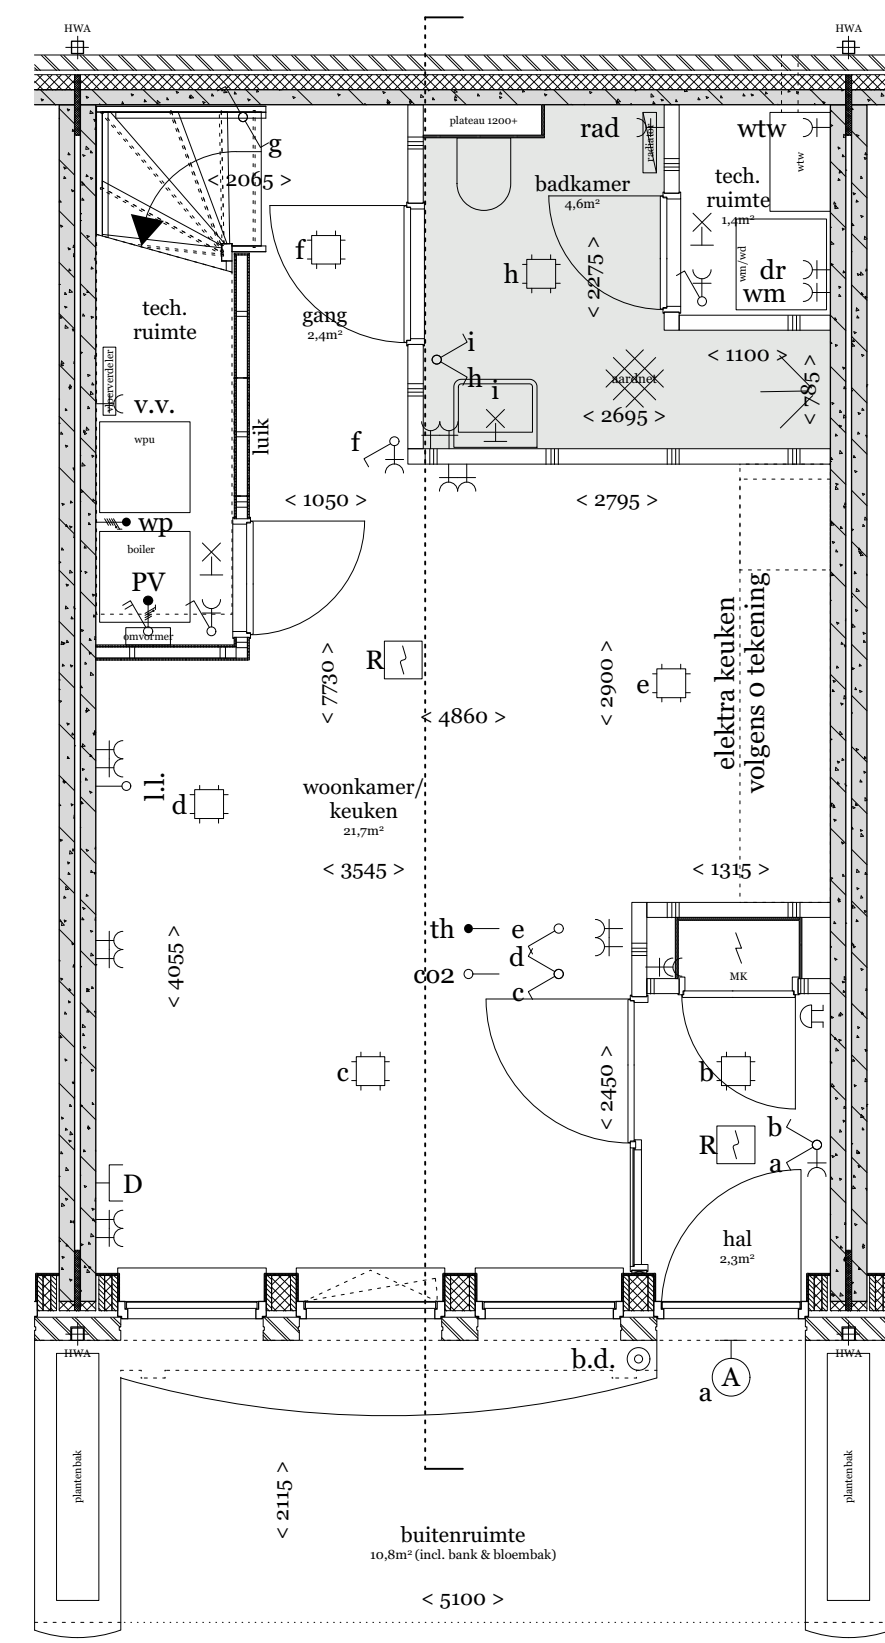 HWA
HWA
plateau 1200+
rad
radiator
wtw
wtw
g
< 2065 >
badkamer
4,6m²
tech.
ruimte
1,4m²
f
h
< 2275 >
wm/wd
dr
wm
tech.
ruimte
gang
2,4m²
i
h
i
aardnet
< 1100 >
< 785 >
vloerverdeler
v.v.
wpu
luik
f
< 2695 >
< 1050 >
< 2795 >
wp
boiler
PV
omvormer
R
< 7730 >
< 2900 >
e
elektra keuken
volgens 0 tekening
< 4860 >
l.l.
d
woonkamer/
keuken
21,7m²
< 3545 >
< 1315 >
th
e
d
co2
c
MK
< 4055 >
c
< 2450 >
b
R
b
a
D
hal
2,3m²
HWA
HWA
b.d.
a
A
plantenbak
plantenbak
< 2115 >
buitenruimte
10,8m² (incl. bank & bloembak)
< 5100 >